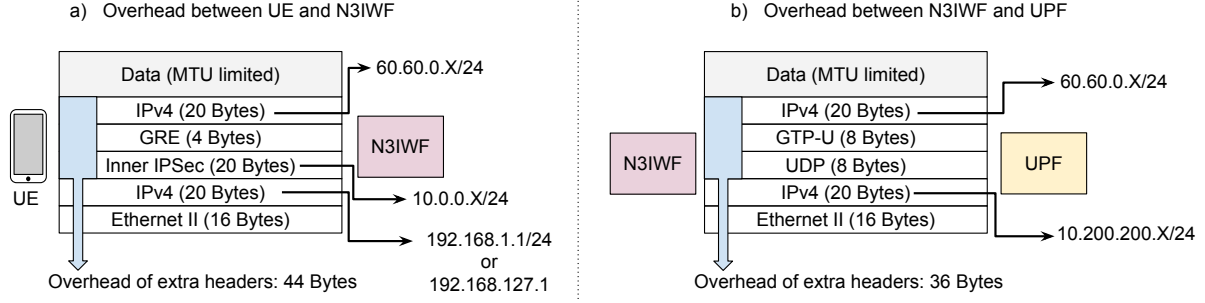 a) Overhead between UE and N3IWF
Data (MTU limited)
60.60.0.X/24
IPv4 (20 Bytes)
GRE (4 Bytes)
N3IWF
Inner IPSec (20 Bytes)
UE
IPv4 (20 Bytes)
10.0.0.X/24
Ethernet II (16 Bytes)
192.168.1.1/24
or
192.168.127.1
Overhead of extra headers: 44 Bytes
b) Overhead between N3IWF and UPF
Data (MTU limited)
60.60.0.X/24
IPv4 (20 Bytes)
GTP-U (8 Bytes)
N3IWF
UDP (8 Bytes)
UPF
IPv4 (20 Bytes)
Ethernet II (16 Bytes)
10.200.200.X/24
Overhead of extra headers: 36 Bytes